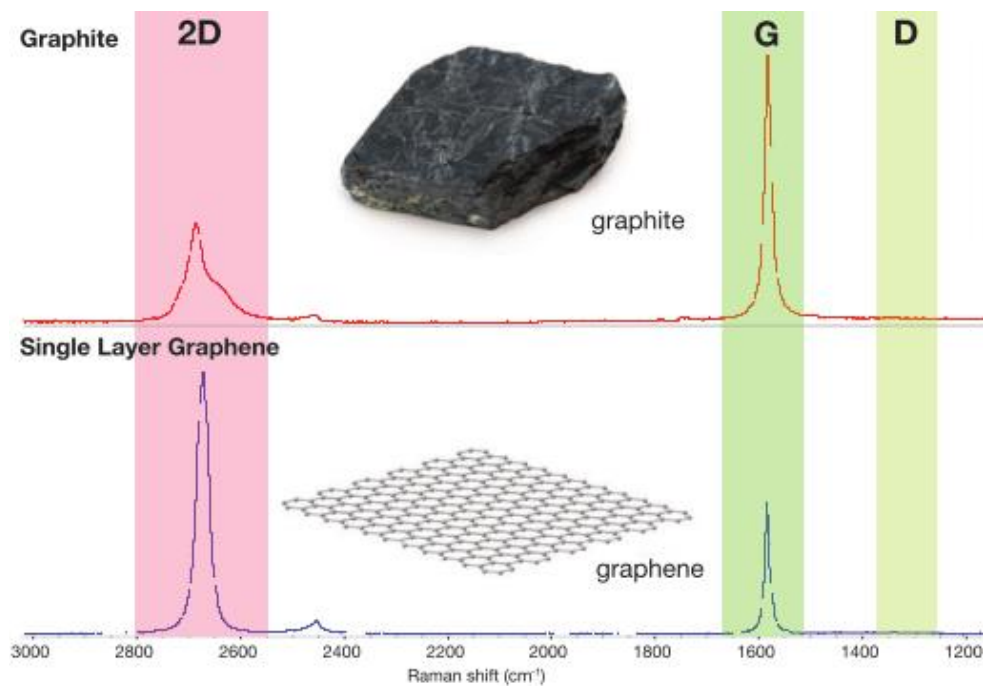 Graphite
2D
G
D
graphite
Single Layer Graphene
graphene
3000 2800 2600 2400 2200 2000 1800 1600 1400 1200
Raman shift (cm⁻¹)